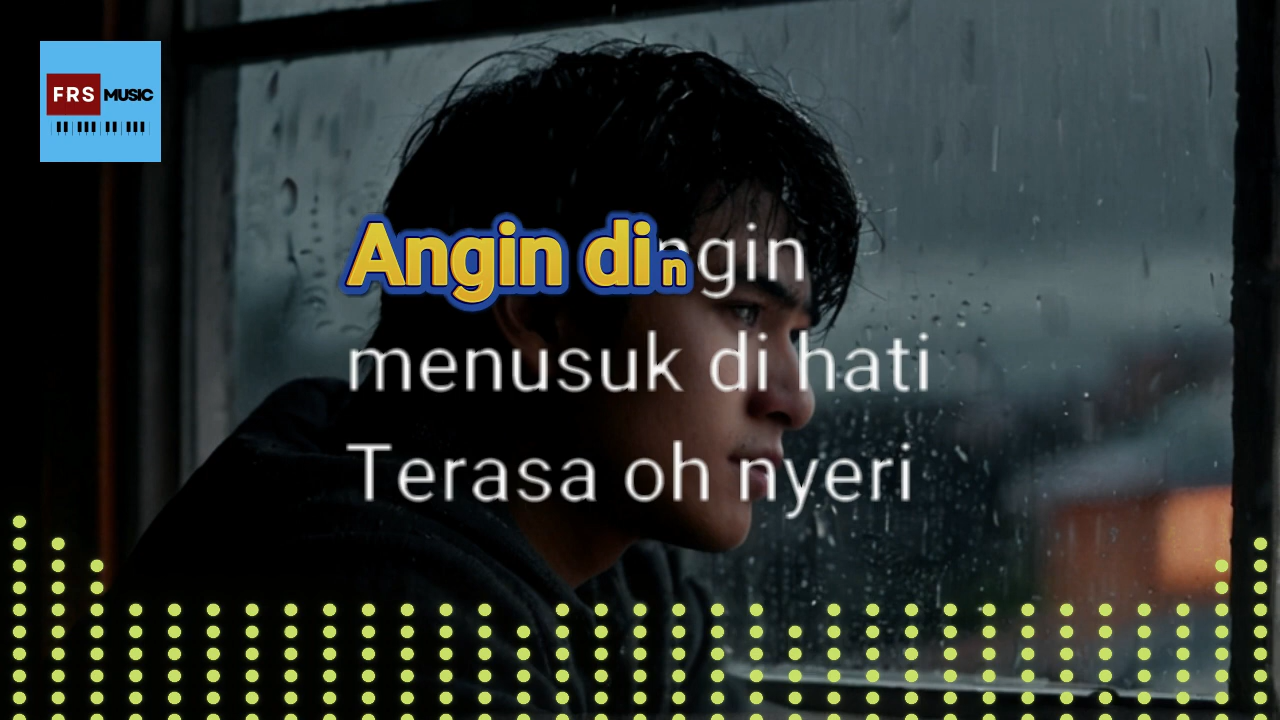 FRS MUSIC
Angin dingin
menusuk di hati
Terasa oh nyeri